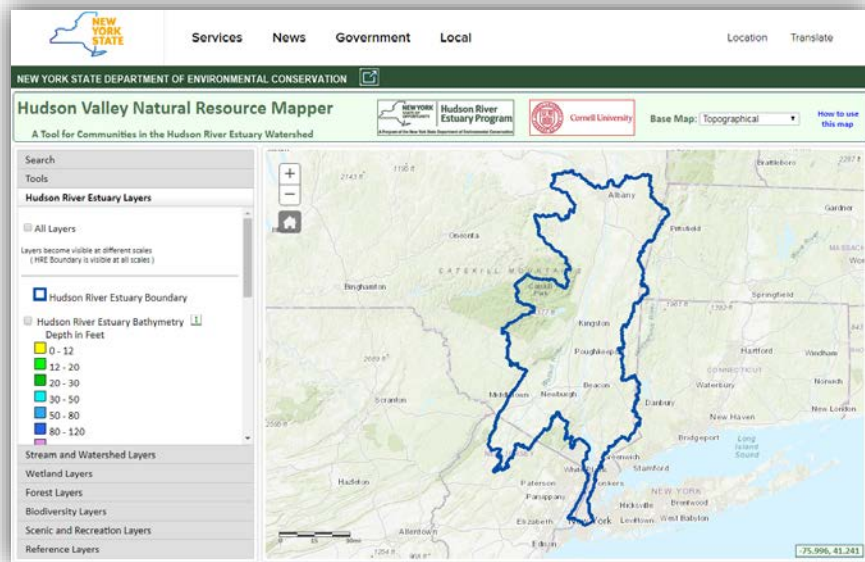 NEW
YORK
STATE
Services News Government Local
Location Translate
NEW YORK STATE DEPARTMENT OF ENVIRONMENTAL CONSERVATION
Hudson Valley Natural Resource Mapper
A Tool for Communities in the Hudson River Estuary Watershed
NEW YORK
Hudson River
Estuary Program
Cornell University
Base Map: Topographical
How to use
this map
Search
Tools
Hudson River Estuary Layers
All Layers
Layers become visible at different scales
( HRE Boundary is visible at all scales )
Hudson River Estuary Boundary
Hudson River Estuary Bathymetry
Depth in Feet
0 - 12
12 - 20
20 - 30
30 - 50
50 - 80
80 - 120
Stream and Watershed Layers
Wetland Layers
Forest Layers
Biodiversity Layers
Scenic and Recreation Layers
Reference Layers
+
−
Albany
Pittsfield
Brattleboro
Gardner
Oneonta
CATSKILL MOUNTAINS
Binghamton
Springfield
Kingston
Poughkeep
Hartford
Windham
CONNECTICUT
Waterbury
Norwich
Scranton
Middletown
Newburgh
Beacon
Danbury
New Haven
New London
Bridgeport
Long
Island
Sound
Greenwich
Stamford
Hazleton
Paterson
Yonkers
Parsippany
NEW YORK
Hicksville
Brentwood
Elizabeth
Levittown
West Babylon
Allentown
Edison
-75.996, 41.241